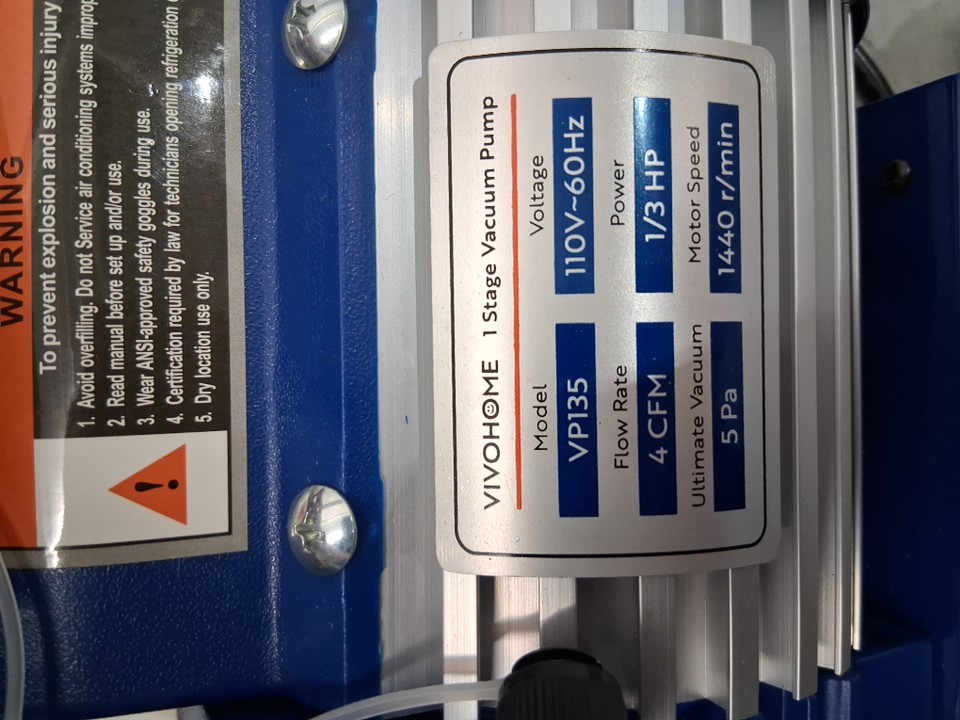 WARNING
To prevent explosion and serious injury
1. Avoid overfilling. Do not Service air conditioning systems
2. Read manual before set up and/or use.
3. Wear ANSI-approved safety goggles during use.
4. Certification required by law for technicians opening refrigeration
5. Dry location use only.
VIVOHOME 1 Stage Vacuum Pump
Model Voltage
VP135 110V~60Hz
Flow Rate Power
4 CFM 1/3 HP
Ultimate Vacuum Motor Speed
5 Pa 1440 r/min